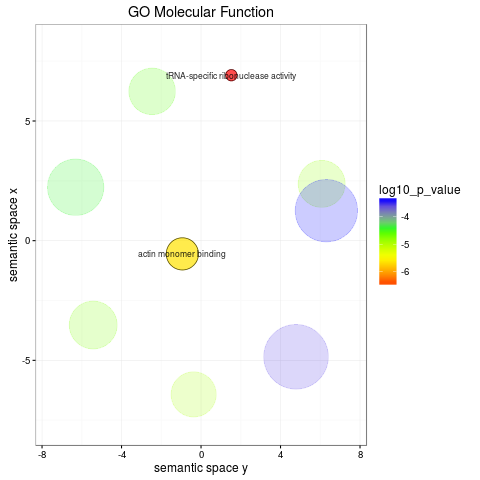 GO Molecular Function
tRNA-specific ribonuclease activity
actin monomer binding
semantic space x
5
0
-5
-8
-4
0
4
8
semantic space y
log10_p_value
-4
-5
-6